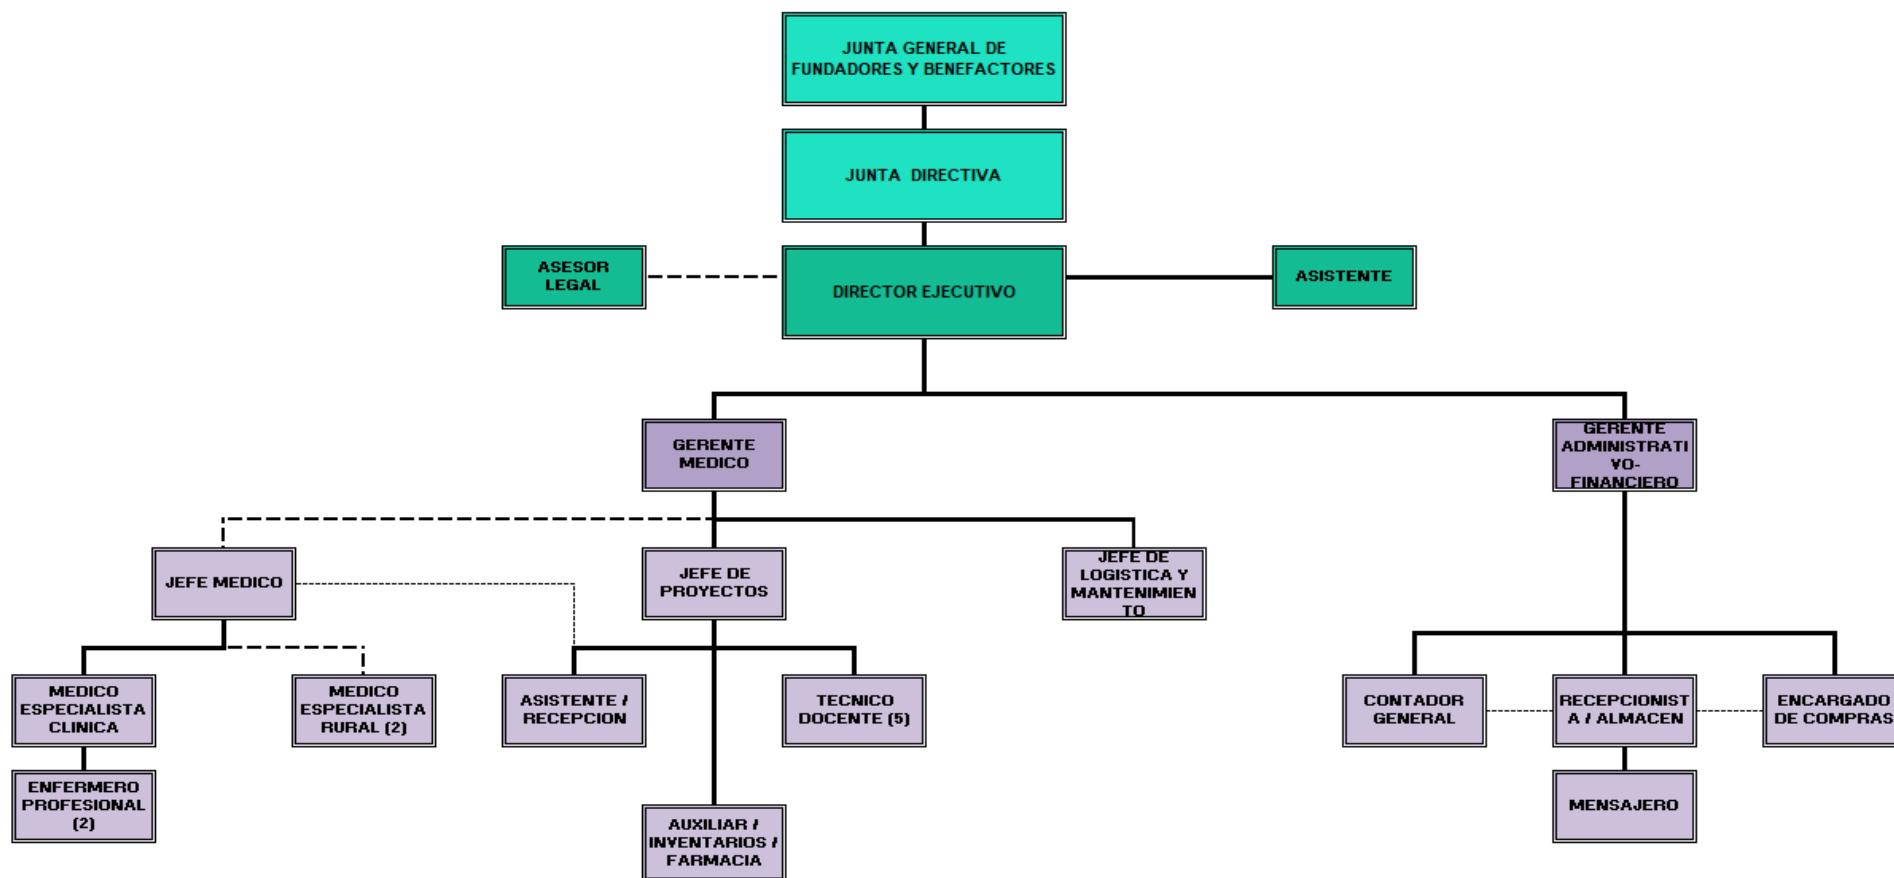 JUNTA GENERAL DE
FUNDADORES Y BENEFACTORES
JUNTA DIRECTIVA
ASESOR
LEGAL
DIRECTOR EJECUTIVO
ASISTENTE
GERENTE
MEDICO
GERENTE
ADMINISTRATI
VO-
FINANCIERO
JEFE MEDICO
JEFE DE
PROYECTOS
JEFE DE
LOGISTICA Y
MANTENIMIEN
TO
MEDICO
ESPECIALISTA
CLINICA
MEDICO
ESPECIALISTA
RURAL (2)
ASISTENTE /
RECEPCION
TECNICO
DOCENTE (5)
CONTADOR
GENERAL
RECEPCIONIST
A / ALMACEN
ENCARGADO
DE COMPRAS
ENFERMERO
PROFESIONAL
(2)
AUXILIAR /
INVENTARIOS /
FARMACIA
MENSAJERO